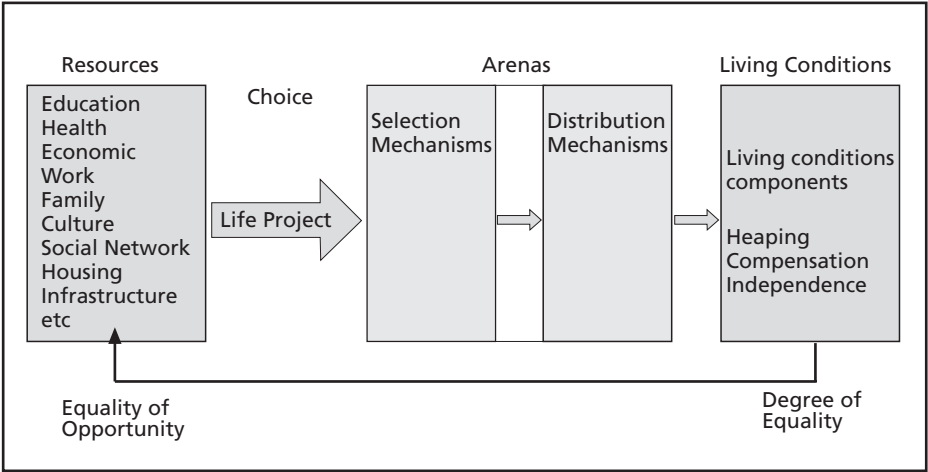 Resources
Education
Health
Economic
Work
Family
Culture
Social Network
Housing
Infrastructure
etc
Choice
Life Project
Arenas
Selection
Mechanisms
Distribution
Mechanisms
Living Conditions
Living conditions
components
Heaping
Compensation
Independence
Equality of
Opportunity
Degree of
Equality